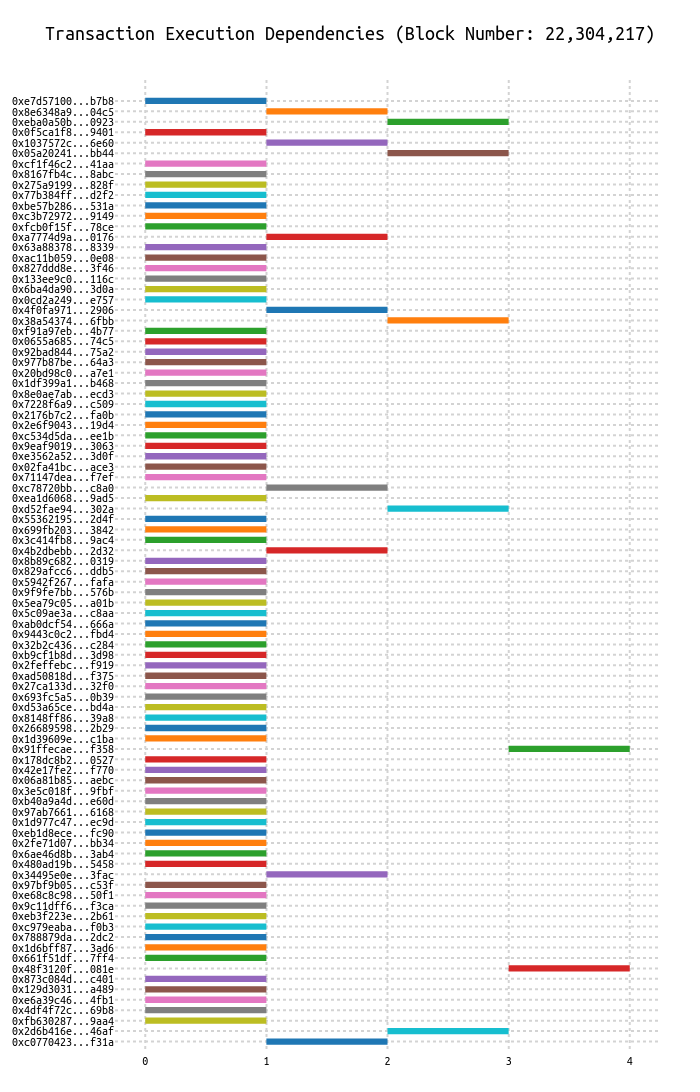 Transaction Execution Dependencies (Block Number: 22,304,217)
0xe7d57100...b7b8
0x8e6348a9...04c5
0xeba0a50b...0923
0x0f5ca1f8...9401
0x1037572c...6e60
0x05a20241...bb44
0xcf1f46c2...41aa
0x8167fb4c...8abc
0x275a9199...828f
0x77b384ff...d2f2
0xbe57b286...531a
0xc3b72972...9149
0xfcb0f15f...78ce
0xa7774d9a...0176
0x63a88378...8339
0xac11b059...0e08
0x827ddd8e...3f46
0x133ee9c0...116c
0x6ba4da90...3d0a
0x0cd2a249...e757
0x4f0fa971...2906
0x38a54374...6fbb
0xf91a97eb...4b77
0x0655a685...74c5
0x92bad844...75a2
0x977b87be...64a3
0x20bd98c0...a7e1
0x1df399a1...b468
0x8e0ae7ab...ecd3
0x7228f6a9...c509
0x2176b7c2...fa0b
0x2e6f9043...19d4
0xc534d5da...ee1b
0x9eaf9019...3063
0xe3562a52...3d0f
0x02fa41bc...ace3
0x71147dea...f7ef
0xc78720bb...c8a0
0xea1d6068...9ad5
0xd52fae94...302a
0x55362195...2d4f
0x699fb203...3842
0x3c414fb8...9ac4
0x4b2dbebb...2d32
0x8b89c682...0319
0x829afcc6...ddb5
0x5942f267...fafa
0x9f9fe7bb...576b
0x5ea79c05...a01b
0x5c09ae3a...c8aa
0xab0dcf54...666a
0x9443c0c2...fbd4
0x32b2c436...c284
0xb9cf1b8d...3d98
0x2feffebc...f919
0xad50818d...f375
0x27ca133d...32f0
0x693fc5a5...0b39
0xd53a65ce...bd4a
0x8148ff86...39a8
0x26689598...2b29
0x1d39609e...c1ba
0x91ffecae...f358
0x178dc8b2...0527
0x42e17fe2...f770
0x06a81b85...aebc
0x3e5c018f...9fbf
0xb40a9a4d...e60d
0x97ab7661...6168
0x1d977c47...ec9d
0xeb1d8ece...fc90
0x2fe71d07...bb34
0x6ae46d8b...3ab4
0x480ad19b...5458
0x34495e0e...3fac
0x97bf9b05...c53f
0xe68c8c98...50f1
0x9c11dff6...f3ca
0xeb3f223e...2b61
0xc979eaba...f0b3
0x788879da...2dc2
0x1d6bff87...3ad6
0x661f51df...7ff4
0x48f3120f...081e
0x873c084d...c401
0x129d3031...a489
0xe6a39c46...4fb1
0x4df4f72c...69b8
0xfb630287...9aa4
0x2d6b416e...46af
0xc0770423...f31a
0 1 2 3 4